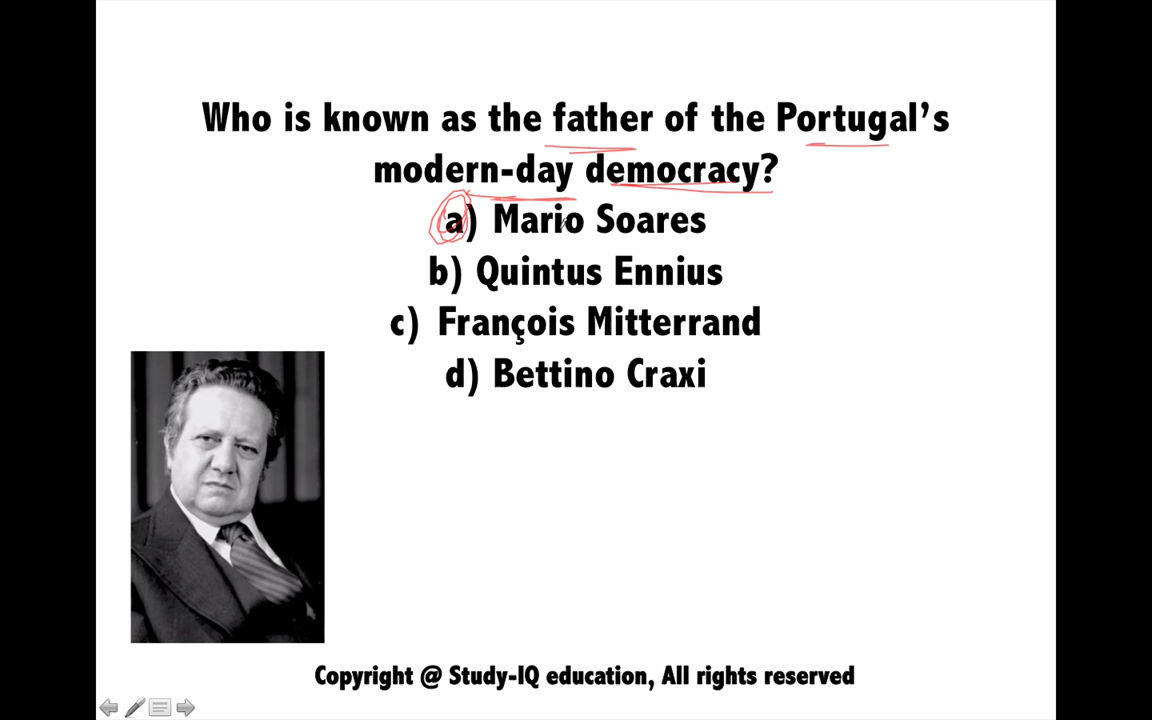 Who is known as the father of the Portugal’s
modern-day democracy?
a) Mario Soares
b) Quintus Ennius
c) François Mitterrand
d) Bettino Craxi
Copyright @ Study-IQ education, All rights reserved